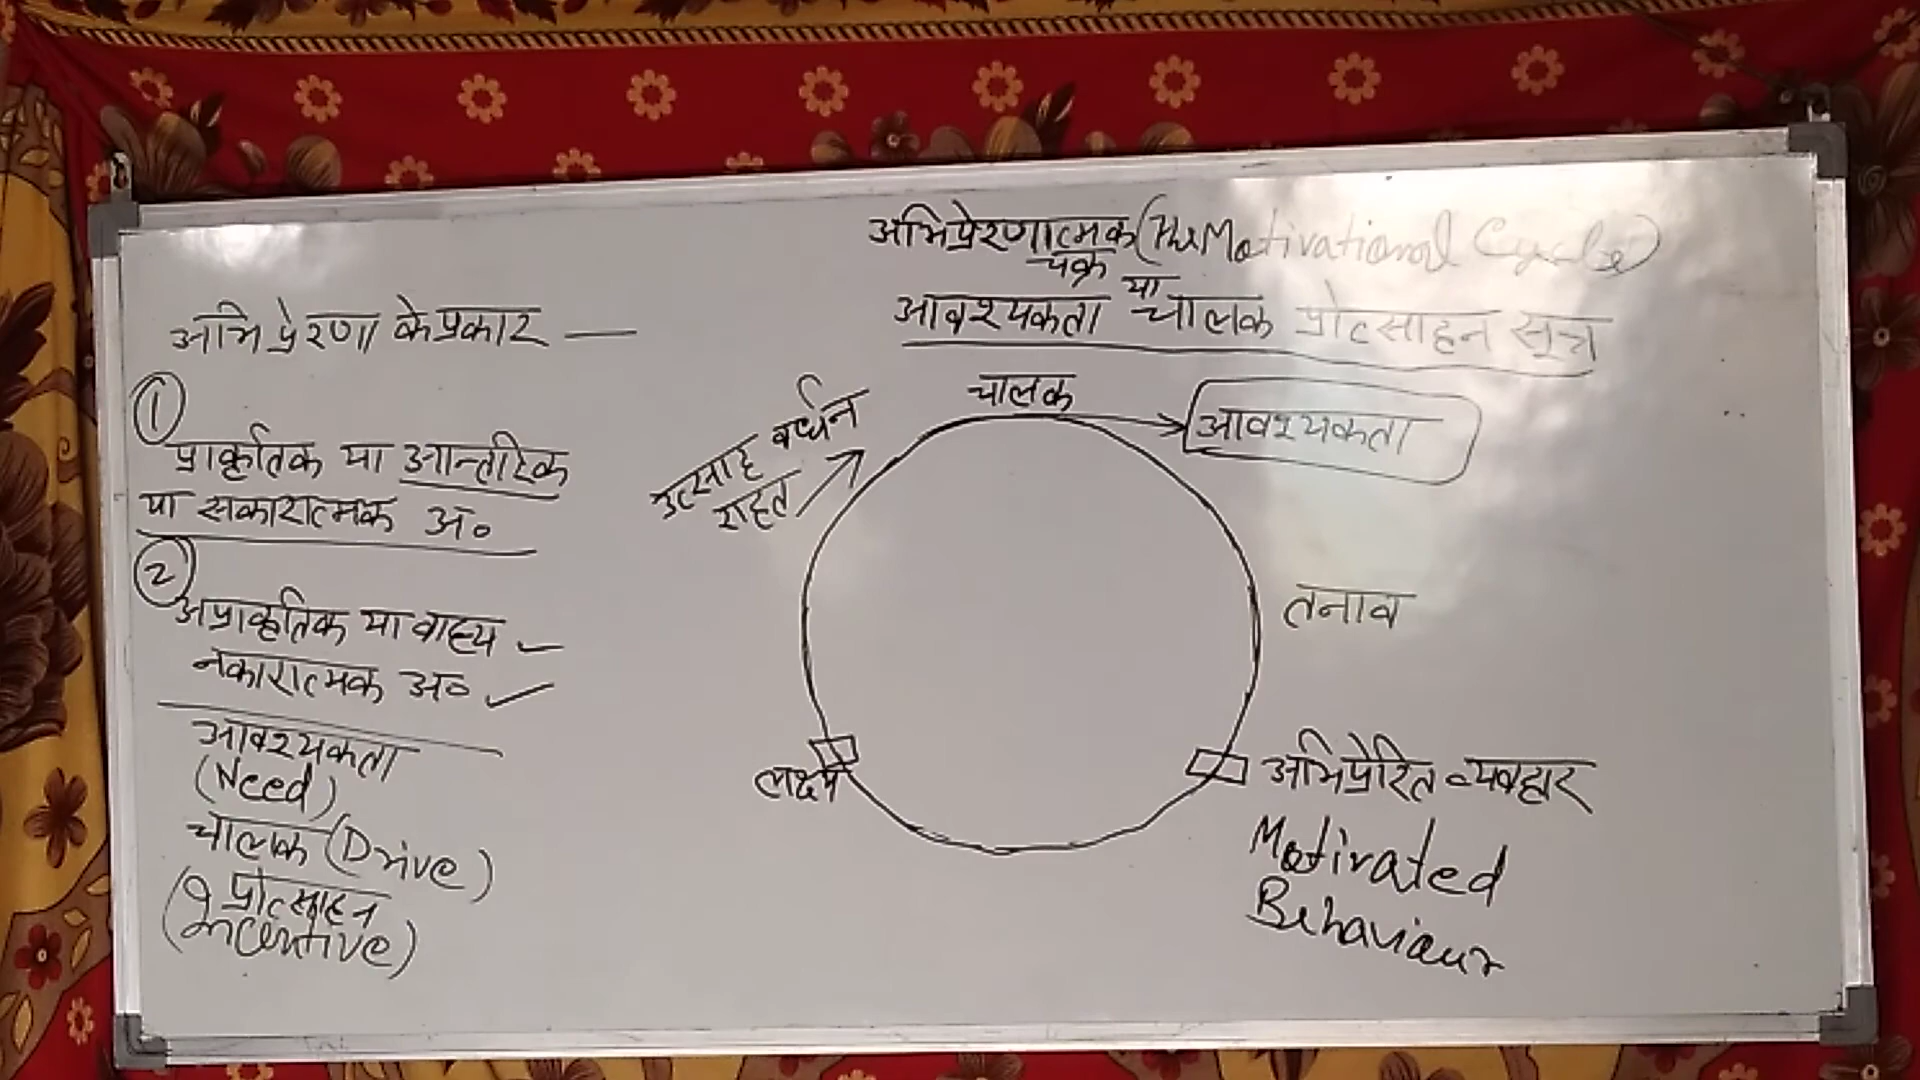 अभिप्रेरणा के प्रकार —
1
प्राकृतिक या आन्तरिक
या सकारात्मक अ०
2
अप्राकृतिक या वाह्य
नकारात्मक अ०
आवश्यकता
(Need)
चालक (Drive)
प्रोत्साहन
(Incentive)
अभिप्रेरणात्मक (The Motivational Cycle)
चक्र
या
आवश्यकता चालक प्रोत्साहन सूत्र
चालक
आवश्यकता
उत्साह वर्धन
राहत
तनाव
लक्ष्य
अभिप्रेरित व्यवहार
Motivated
Behaviour